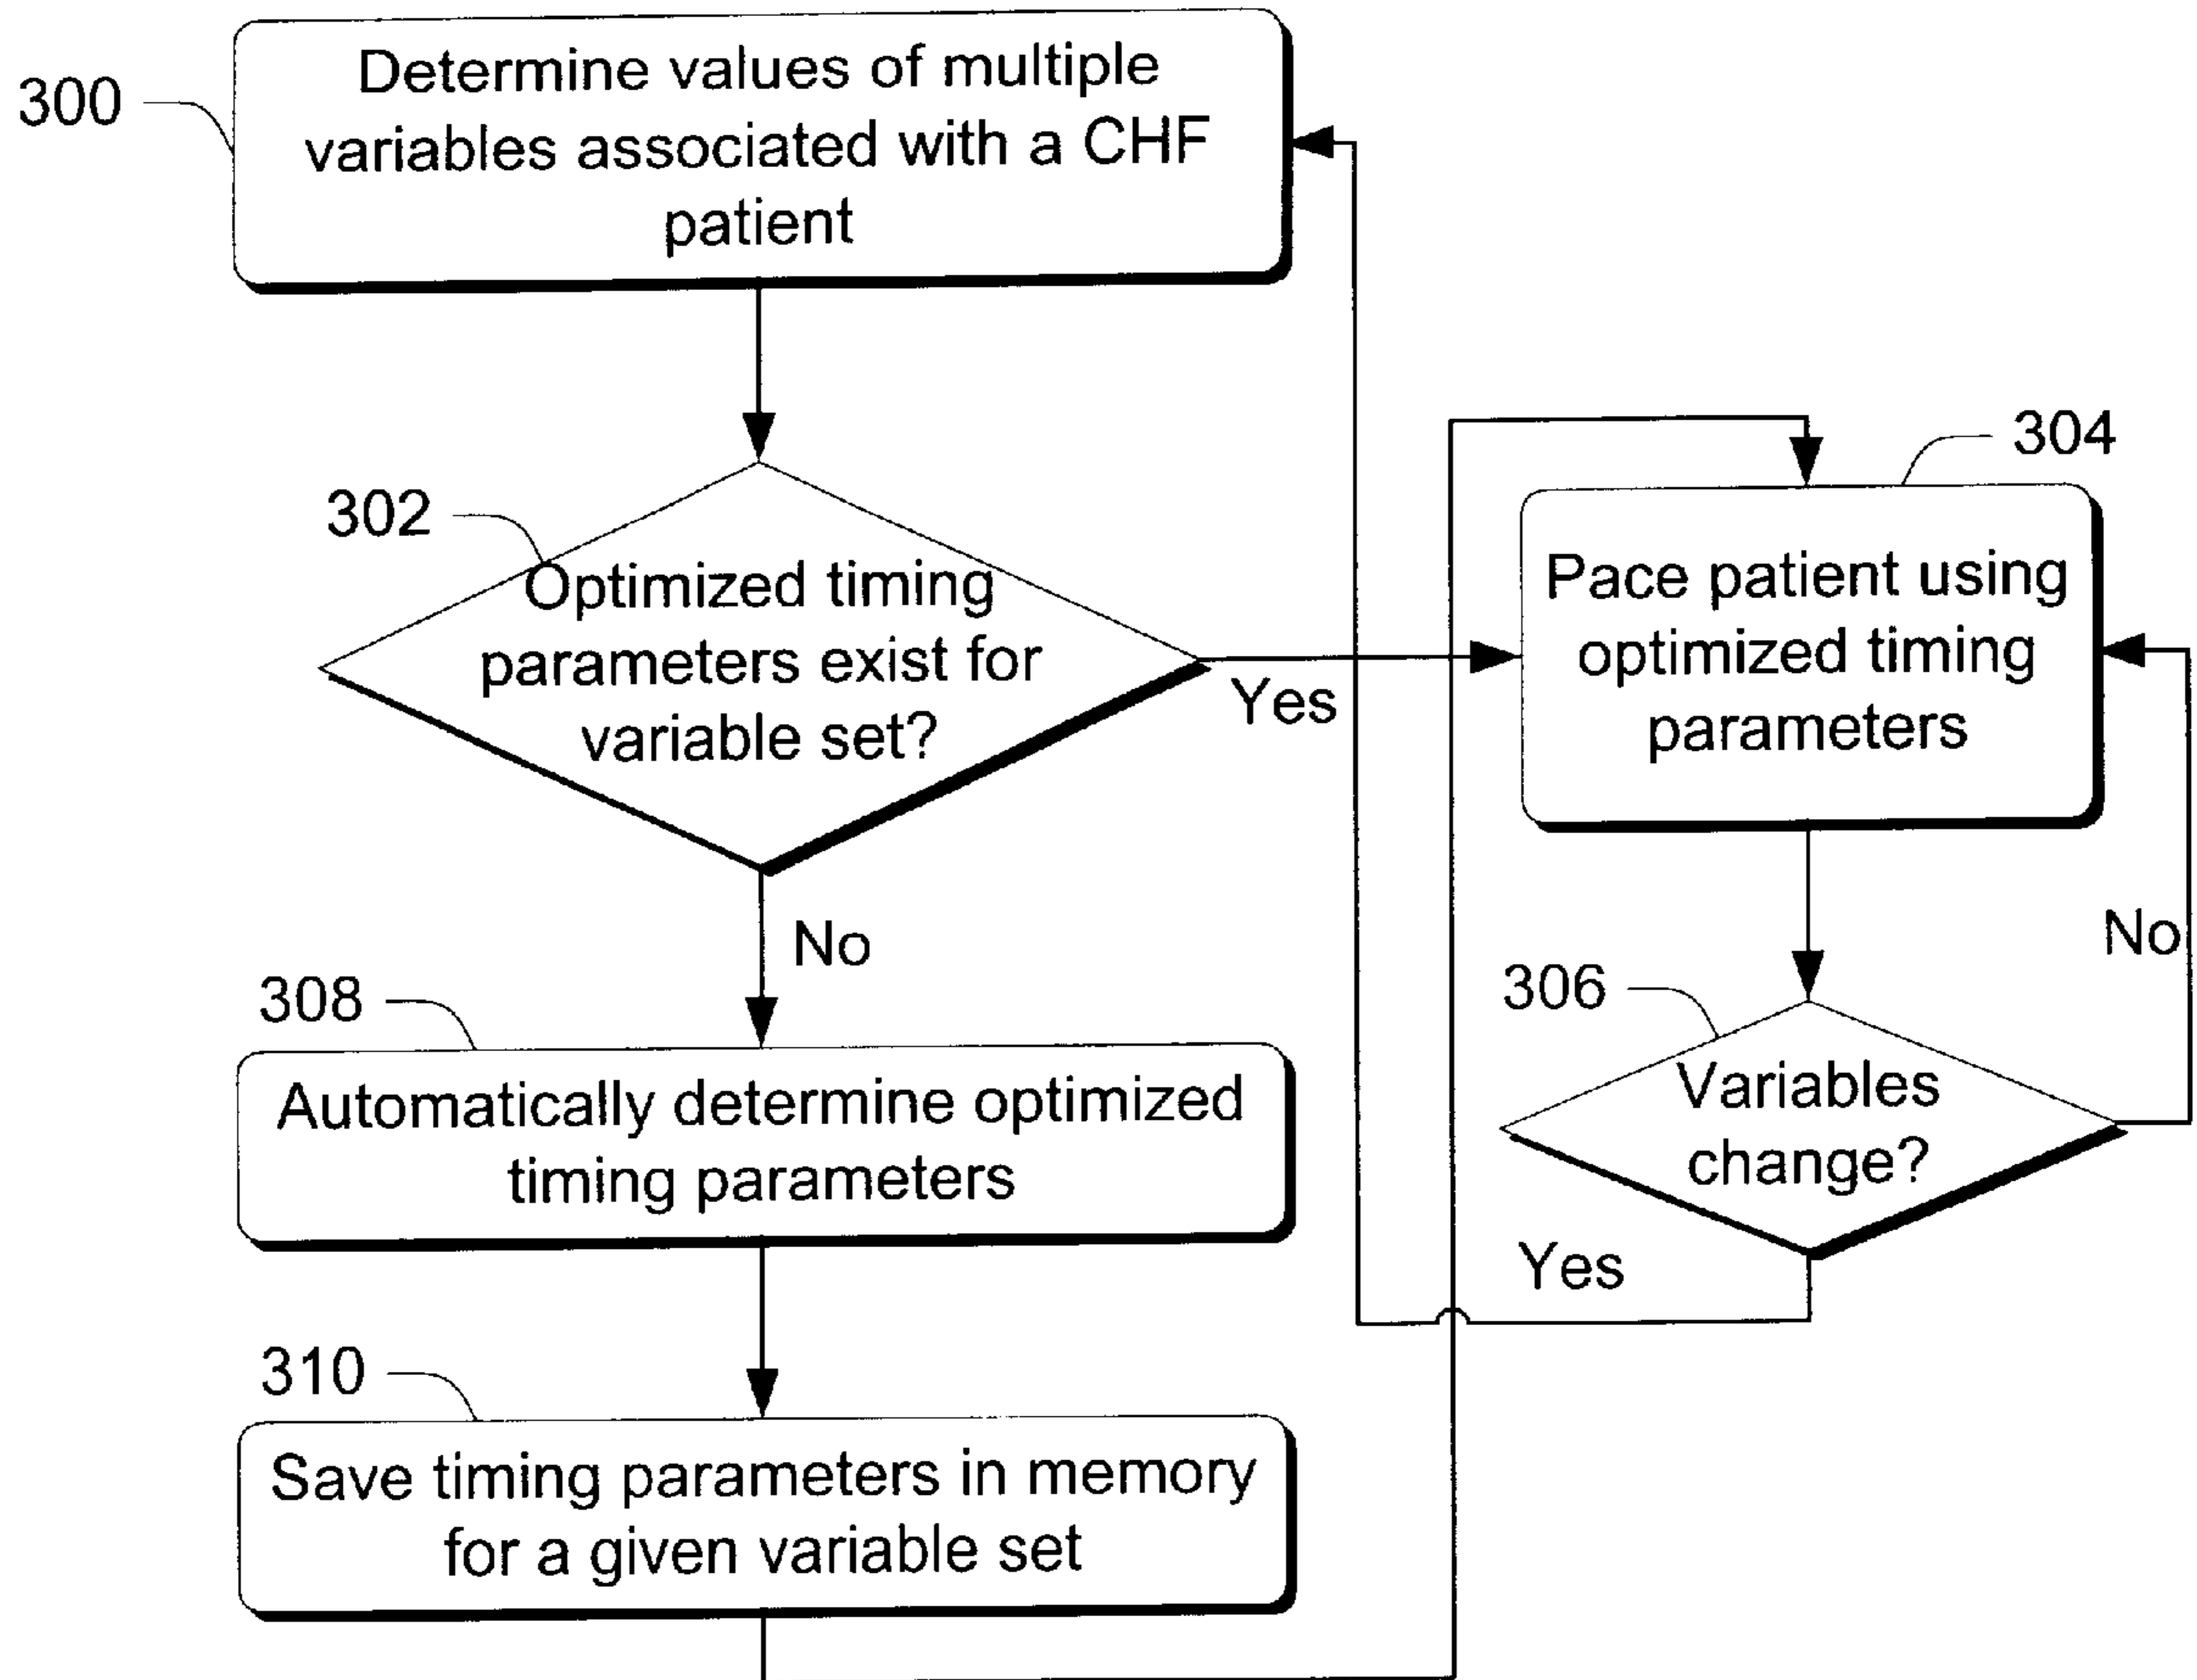 300
Determine values of multiple
variables associated with a CHF
patient
302
Optimized timing
parameters exist for
variable set?
Yes
No
304
Pace patient using
optimized timing
parameters
306
Variables
change?
No
Yes
308
Automatically determine optimized
timing parameters
310
Save timing parameters in memory
for a given variable set